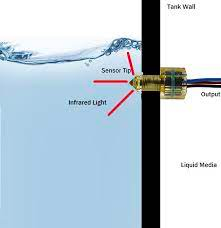 Tank Wall
Sensor Tip
Output
Infrared Light
Liquid Media